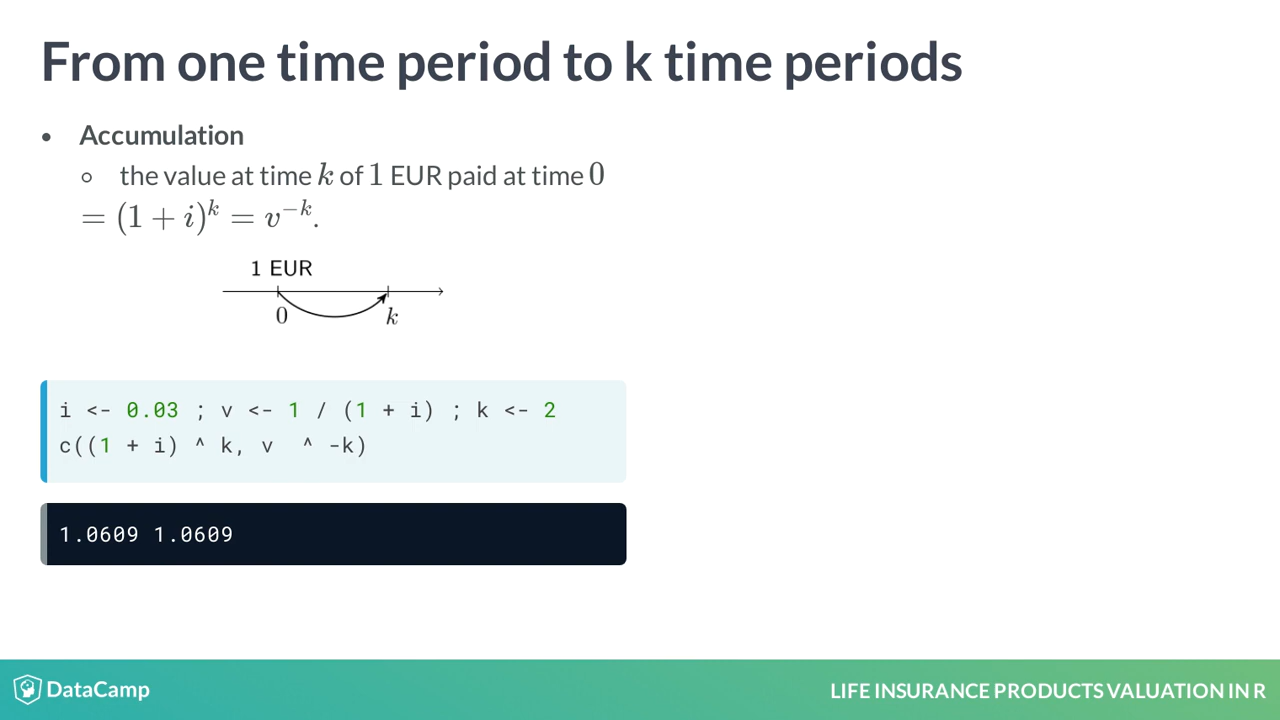 From one time period to k time periods
• Accumulation
○ the value at time k of 1 EUR paid at time 0
= (1 + i)^k = v^{-k}.
1 EUR
0 k
i <- 0.03 ; v <- 1 / (1 + i) ; k <- 2
c((1 + i) ^ k, v  ^ -k)
1.0609 1.0609
DataCamp
LIFE INSURANCE PRODUCTS VALUATION IN R